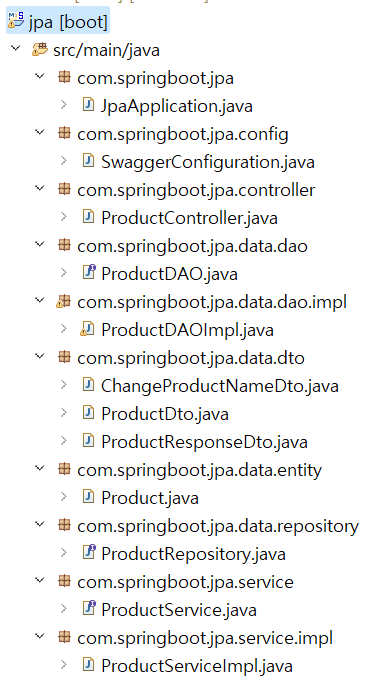 jpa [boot]
src/main/java
com.springboot.jpa
JpaApplication.java
com.springboot.jpa.config
SwaggerConfiguration.java
com.springboot.jpa.controller
ProductController.java
com.springboot.jpa.data.dao
ProductDAO.java
com.springboot.jpa.data.dao.impl
ProductDAOImpl.java
com.springboot.jpa.data.dto
ChangeProductNameDto.java
ProductDto.java
ProductResponseDto.java
com.springboot.jpa.data.entity
Product.java
com.springboot.jpa.data.repository
ProductRepository.java
com.springboot.jpa.service
ProductService.java
com.springboot.jpa.service.impl
ProductServiceImpl.java